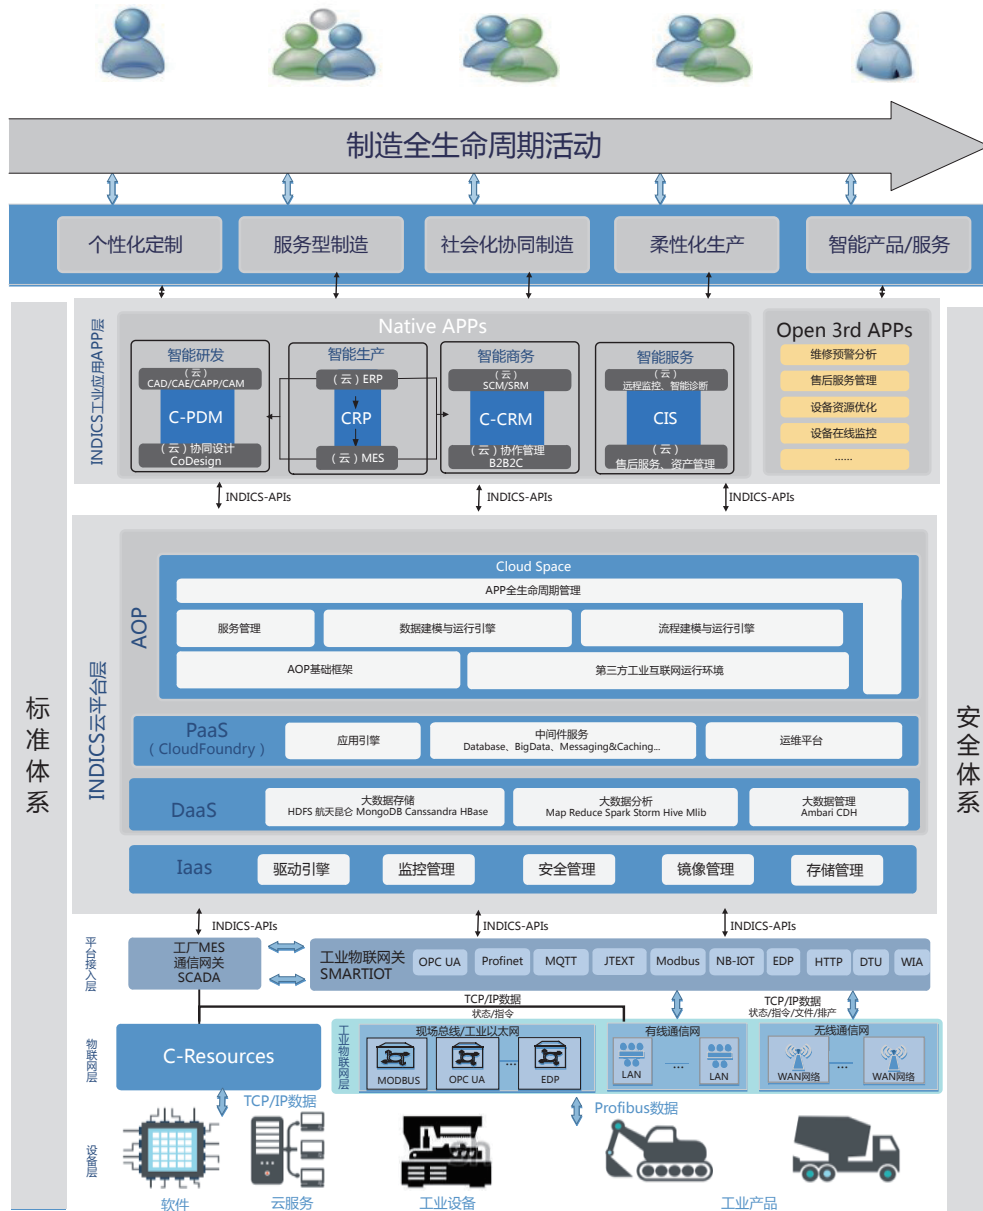 制造全生命周期活动
个性化定制
服务型制造
社会化协同制造
柔性化生产
智能产品/服务
标准体系
安全体系
INDICS工业应用APP层
Native APPs
智能研发
(云)
CAD/CAE/CAPP/CAM
C-PDM
(云)协同设计
CoDesign
智能生产
(云)ERP
CRP
(云)MES
智能商务
(云)
SCM/SRM
C-CRM
(云)协作管理
B2B2C
智能服务
(云)
远程监控、智能诊断
CIS
(云)
售后服务、资产管理
Open 3rd APPs
维修预警分析
售后服务管理
设备资源优化
设备在线监控
......
INDICS-APIs
INDICS-APIs
INDICS-APIs
INDICS云平台层
AOP
Cloud Space
APP全生命周期管理
服务管理
数据建模与运行引擎
流程建模与运行引擎
AOP基础框架
第三方工业互联网运行环境
PaaS
(CloudFoundry)
应用引擎
中间件服务
Database、BigData、Messaging&Caching...
运维平台
DaaS
大数据存储
HDFS 航天昆仑 MongoDB Canssandra HBase
大数据分析
Map Reduce Spark Storm Hive Mlib
大数据管理
Ambari CDH
Iaas
驱动引擎
监控管理
安全管理
镜像管理
存储管理
INDICS-APIs
INDICS-APIs
INDICS-APIs
平台接入层
工厂MES
通信网关
SCADA
工业物联网关
SMARTIOT
OPC UA
Profinet
MQTT
JTEXT
Modbus
NB-IOT
EDP
HTTP
DTU
WIA
TCP/IP数据
状态/指令
TCP/IP数据
状态/指令/文件/排产
物联网层
C-Resources
工业物联网层
现场总线/工业以太网
MODBUS
OPC UA
...
EDP
有线通信网
LAN
...
LAN
无线通信网
WAN网络
...
WAN网络
TCP/IP数据
Profibus数据
设备层
软件
云服务
工业设备
工业产品